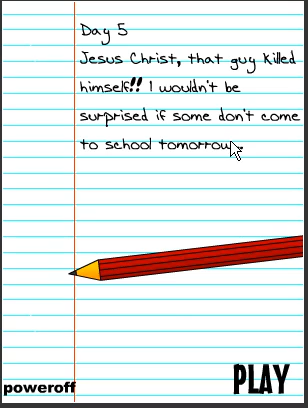 Day 5
Jesus Christ, that guy killed
himself!! I wouldn't be
surprised if some don't come
to school tomorrow.
poweroff
PLAY